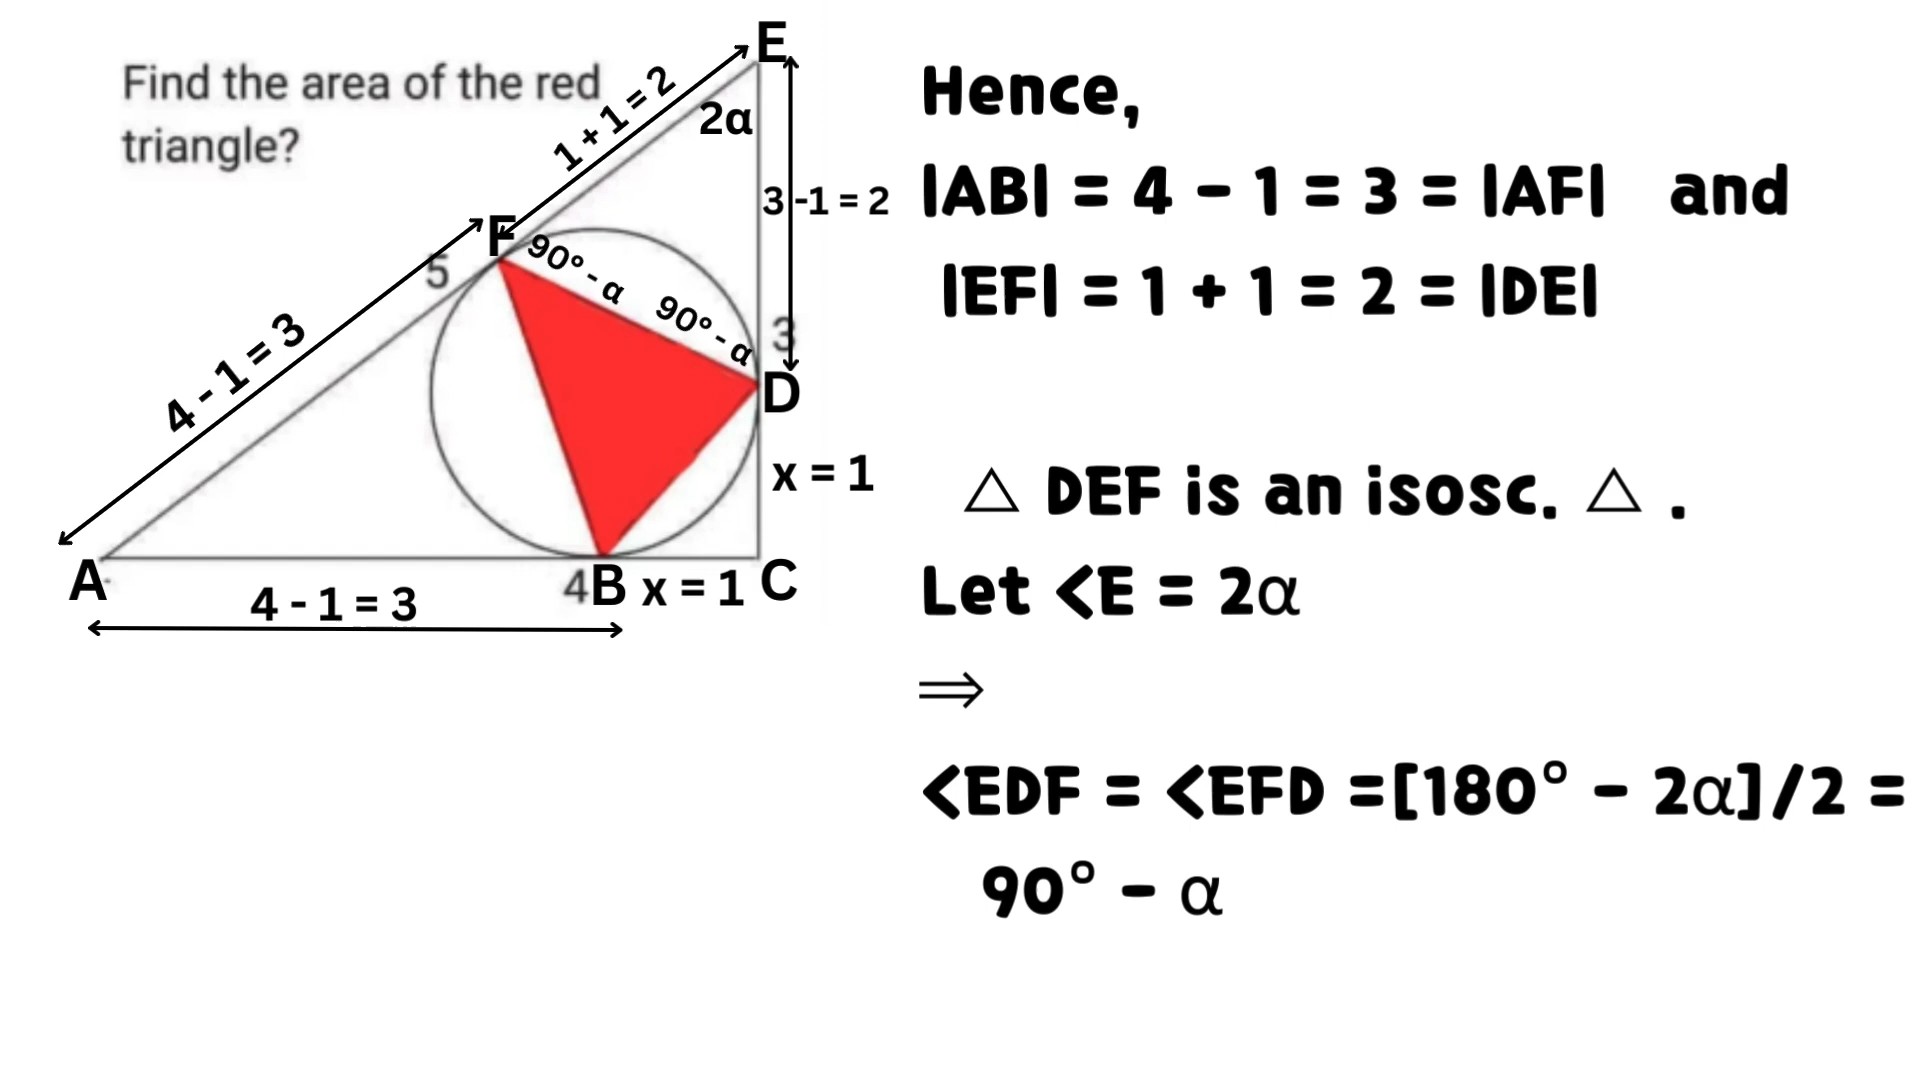 Find the area of the red
triangle?
E
1 + 1 = 2
2α
3 - 1 = 2
F
90° - α
90° - α
5
3
4 - 1 = 3
D
x = 1
A
4 B x = 1 C
4 - 1 = 3
Hence,
|AB| = 4 - 1 = 3 = |AF| and
|EF| = 1 + 1 = 2 = |DE|
△ DEF is an isosc. △ .
Let <E = 2α
⇒
<EDF = <EFD =[180° - 2α]/2 =
90° - α